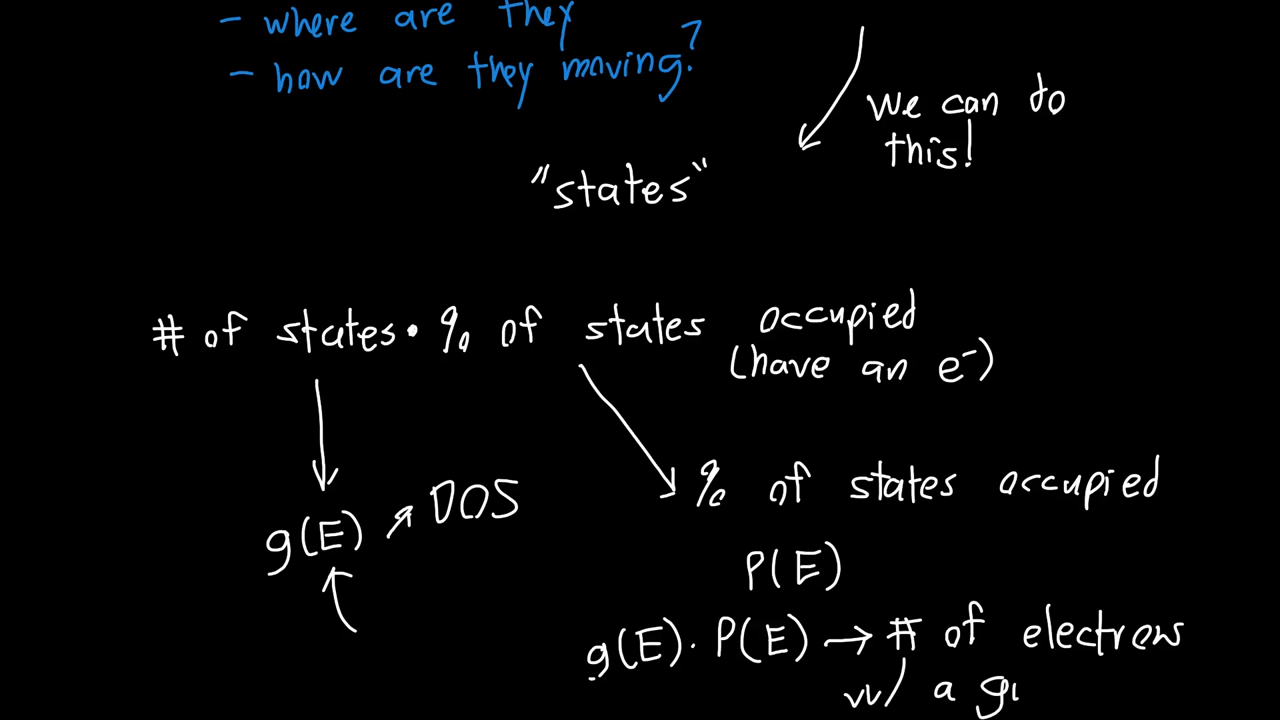 - where are they
- how are they moving?
we can do
this!
"states"
# of states • % of states occupied
(have an e⁻)
g(E) ↗ DOS
% of states occupied
P(E)
g(E) · P(E) → # of electrons
w/ a